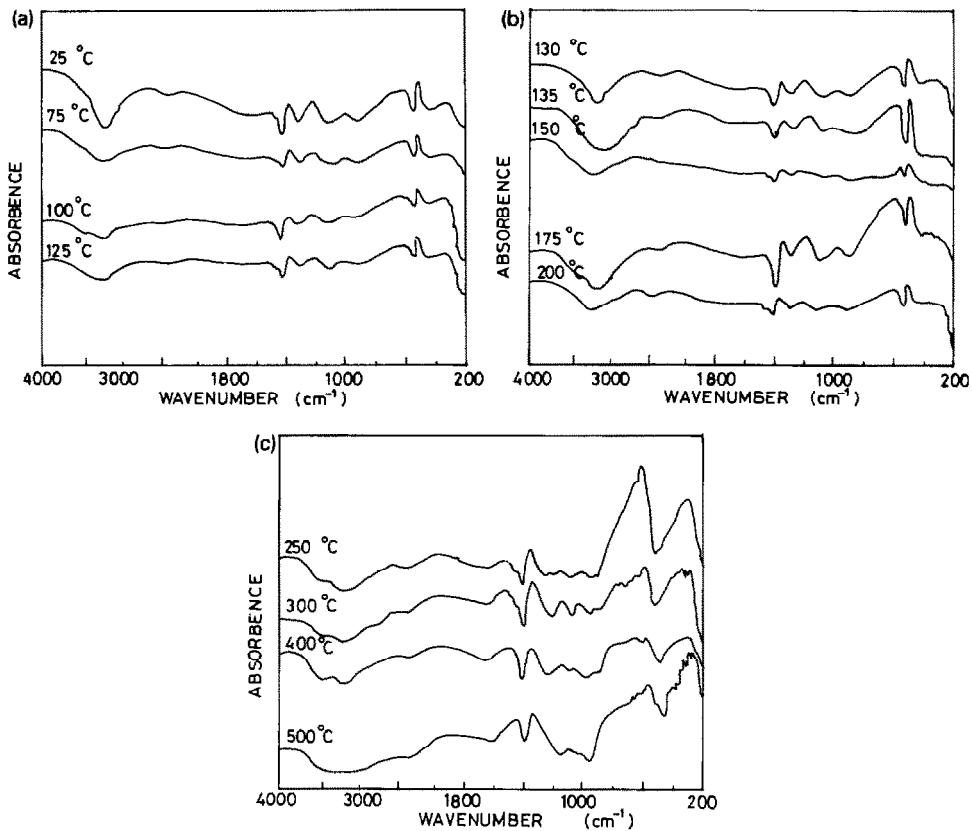 (a)
25 °C
75 °C
100 °C
125 °C
ABSORBENCE
4000 3000 1800 1000 200
WAVENUMBER (cm⁻¹)
(b)
130 °C
135 °C
150 °C
175 °C
200 °C
ABSORBENCE
4000 3000 1800 1000 200
WAVENUMBER (cm⁻¹)
(c)
250 °C
300 °C
400 °C
500 °C
ABSORBENCE
4000 3000 1800 1000 200
WAVENUMBER (cm⁻¹)